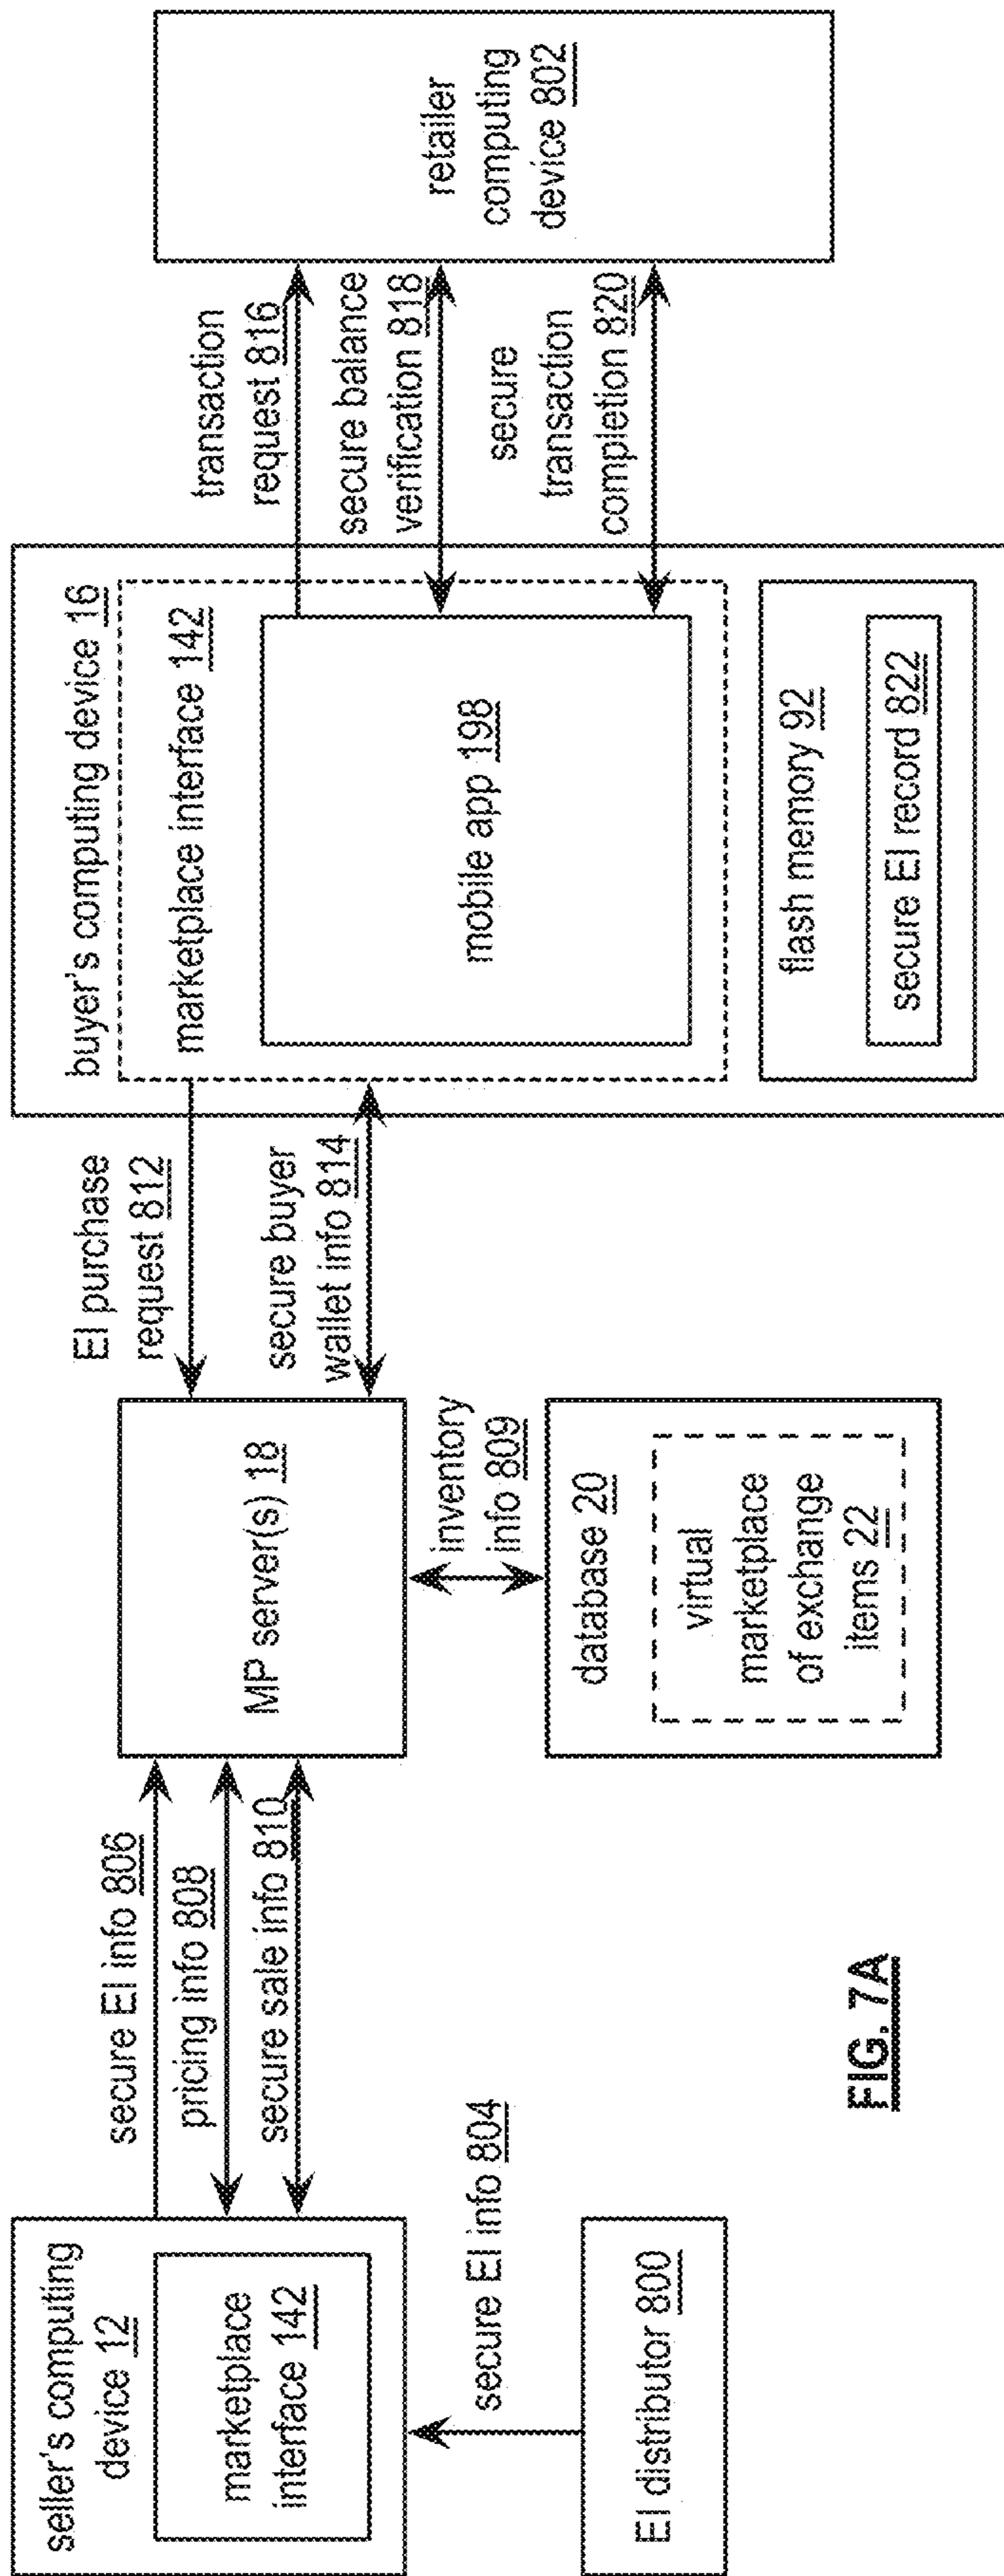 seller's computing
device 12
marketplace
interface 142
EI distributor 800
secure EI info 804
secure EI info 806
pricing info 808
secure sale info 810
MP server(s) 18
inventory
info 809
database 20
virtual
marketplace
of exchange
items 22
EI purchase
request 812
secure buyer
wallet info 814
buyer's computing device 16
marketplace interface 142
mobile app 198
flash memory 92
secure EI record 822
transaction
request 816
secure balance
verification 818
secure
transaction
completion 820
retailer
computing
device 802
FIG. 7A